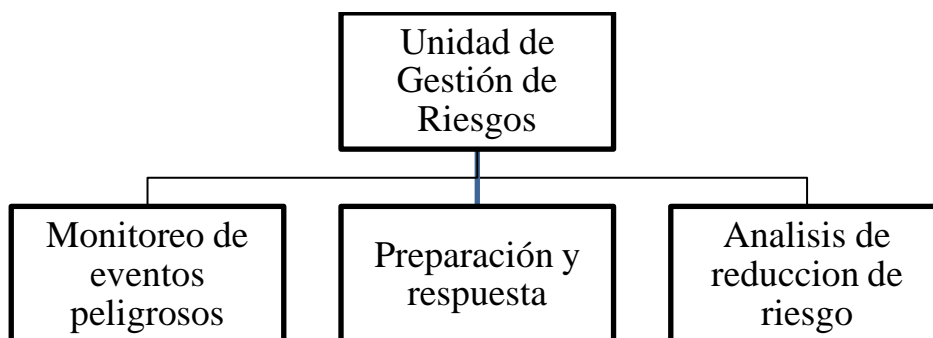 Unidad de
Gestión de
Riesgos
Monitoreo de
eventos
peligrosos
Preparación y
respuesta
Analisis de
reduccion de
riesgo